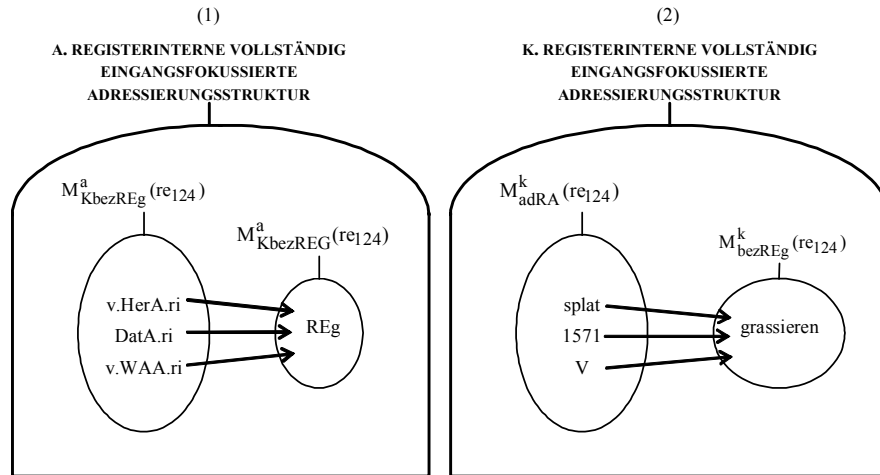 (1)
A. REGISTERINTERNE VOLLSTÄNDIG
EINGANGSFOKUSSIERTE
ADRESSIERUNGSSTRUKTUR
M^a_KbezREg(re_124)
M^a_KbezREG(re_124)
v.HerA.ri
DatA.ri
v.WAA.ri
REg
(2)
K. REGISTERINTERNE VOLLSTÄNDIG
EINGANGSFOKUSSIERTE
ADRESSIERUNGSSTRUKTUR
M^k_adRA(re_124)
M^k_bezREg(re_124)
splat
1571
V
grassieren